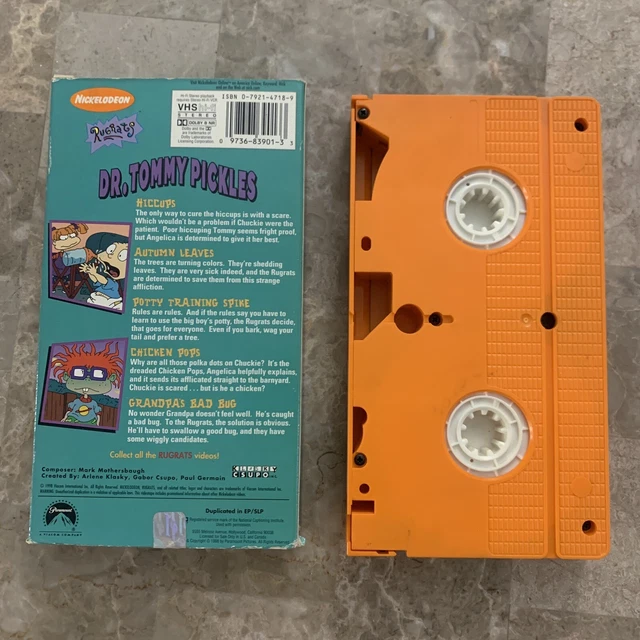 NICKELODEON
Rugrats
VHS
STEREO
DOLBY B NR
ISBN 0-7921-4718-9
0 9736-83901-3 3
DR. TOMMY PICKLES
HICCUPS
The only way to cure the hiccups is with a scare.
Which wouldn't be a problem if Chuckie were the
patient. Poor hiccuping Tommy seems fright proof,
but Angelica is determined to give it her best.
AUTUMN LEAVES
The trees are turning colors. They're shedding
leaves. They are very sick indeed, and the Rugrats
are determined to save them from this strange
affliction.
POTTY TRAINING SPIKE
Rules are rules. And if the rules say you have to
learn to use the big boy's potty, the Rugrats decide,
that goes for everyone. Even if you bark, wag your
tail and prefer a tree.
CHICKEN POPS
Why are all those polka dots on Chuckie? It's the
dreaded Chicken Pops, Angelica helpfully explains,
and it sends its afflicated straight to the barnyard.
Chuckie is scared . . . but is he a chicken?
GRANDPA'S BAD BUG
No wonder Grandpa doesn't feel well. He's caught
a bad bug. To the Rugrats, the solution is obvious.
He'll have to swallow a good bug, and they have
some wiggly candidates.
Collect all the RUGRATS videos!
Composer: Mark Mothersbaugh
Created By: Arlene Klasky, Gabor Csupo, Paul Germain
KLASKY
CSUPO INC.
Paramount
A VIACOM COMPANY
Duplicated in EP/SLP